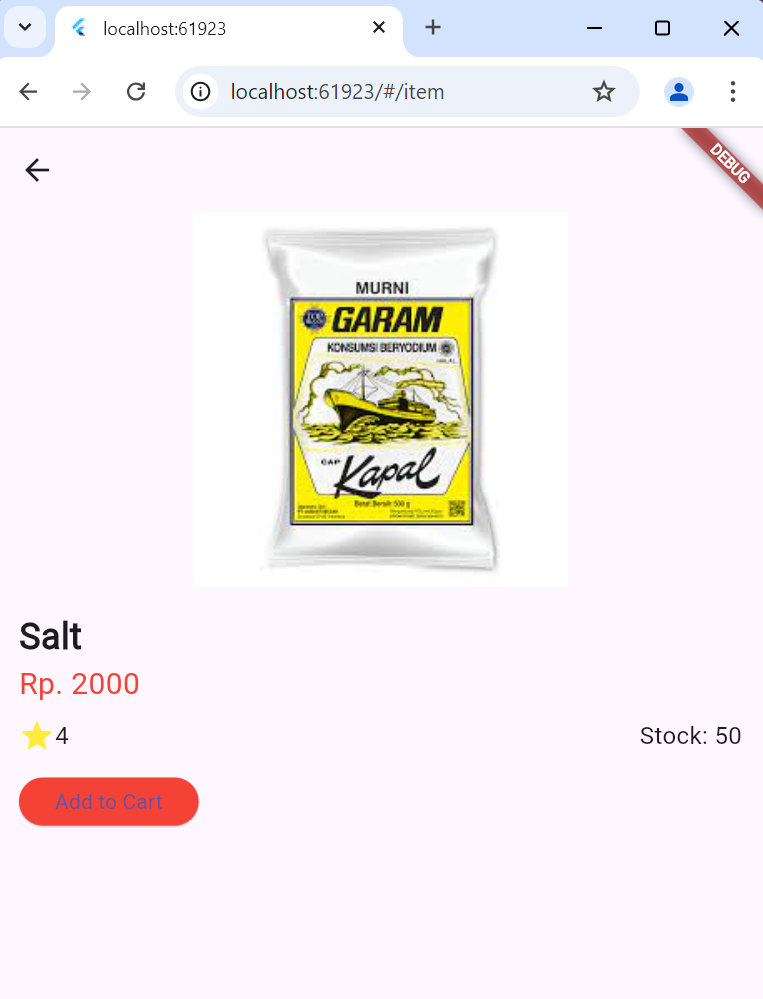 localhost:61923
localhost:61923/#/item
DEBUG
MURNI
GARAM
KONSUMSI BERYODIUM
CAP
Kapal
Berat Bersih 500 g
Salt
Rp. 2000
4
Stock: 50
Add to Cart